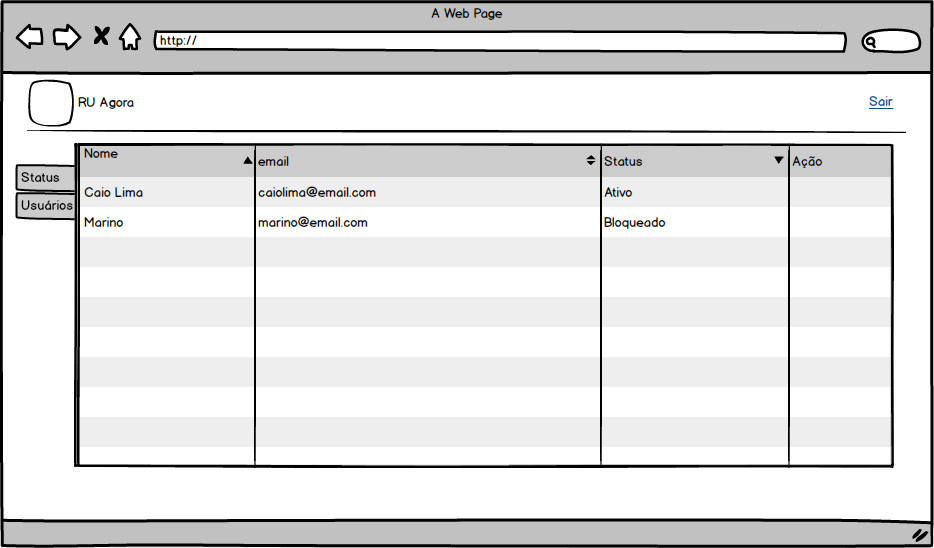 A Web Page
http://
RU Agora
Sair
Nome
email
Status
Ação
Status
Usuários
Caio Lima
caiolima@email.com
Ativo
Marino
marino@email.com
Bloqueado